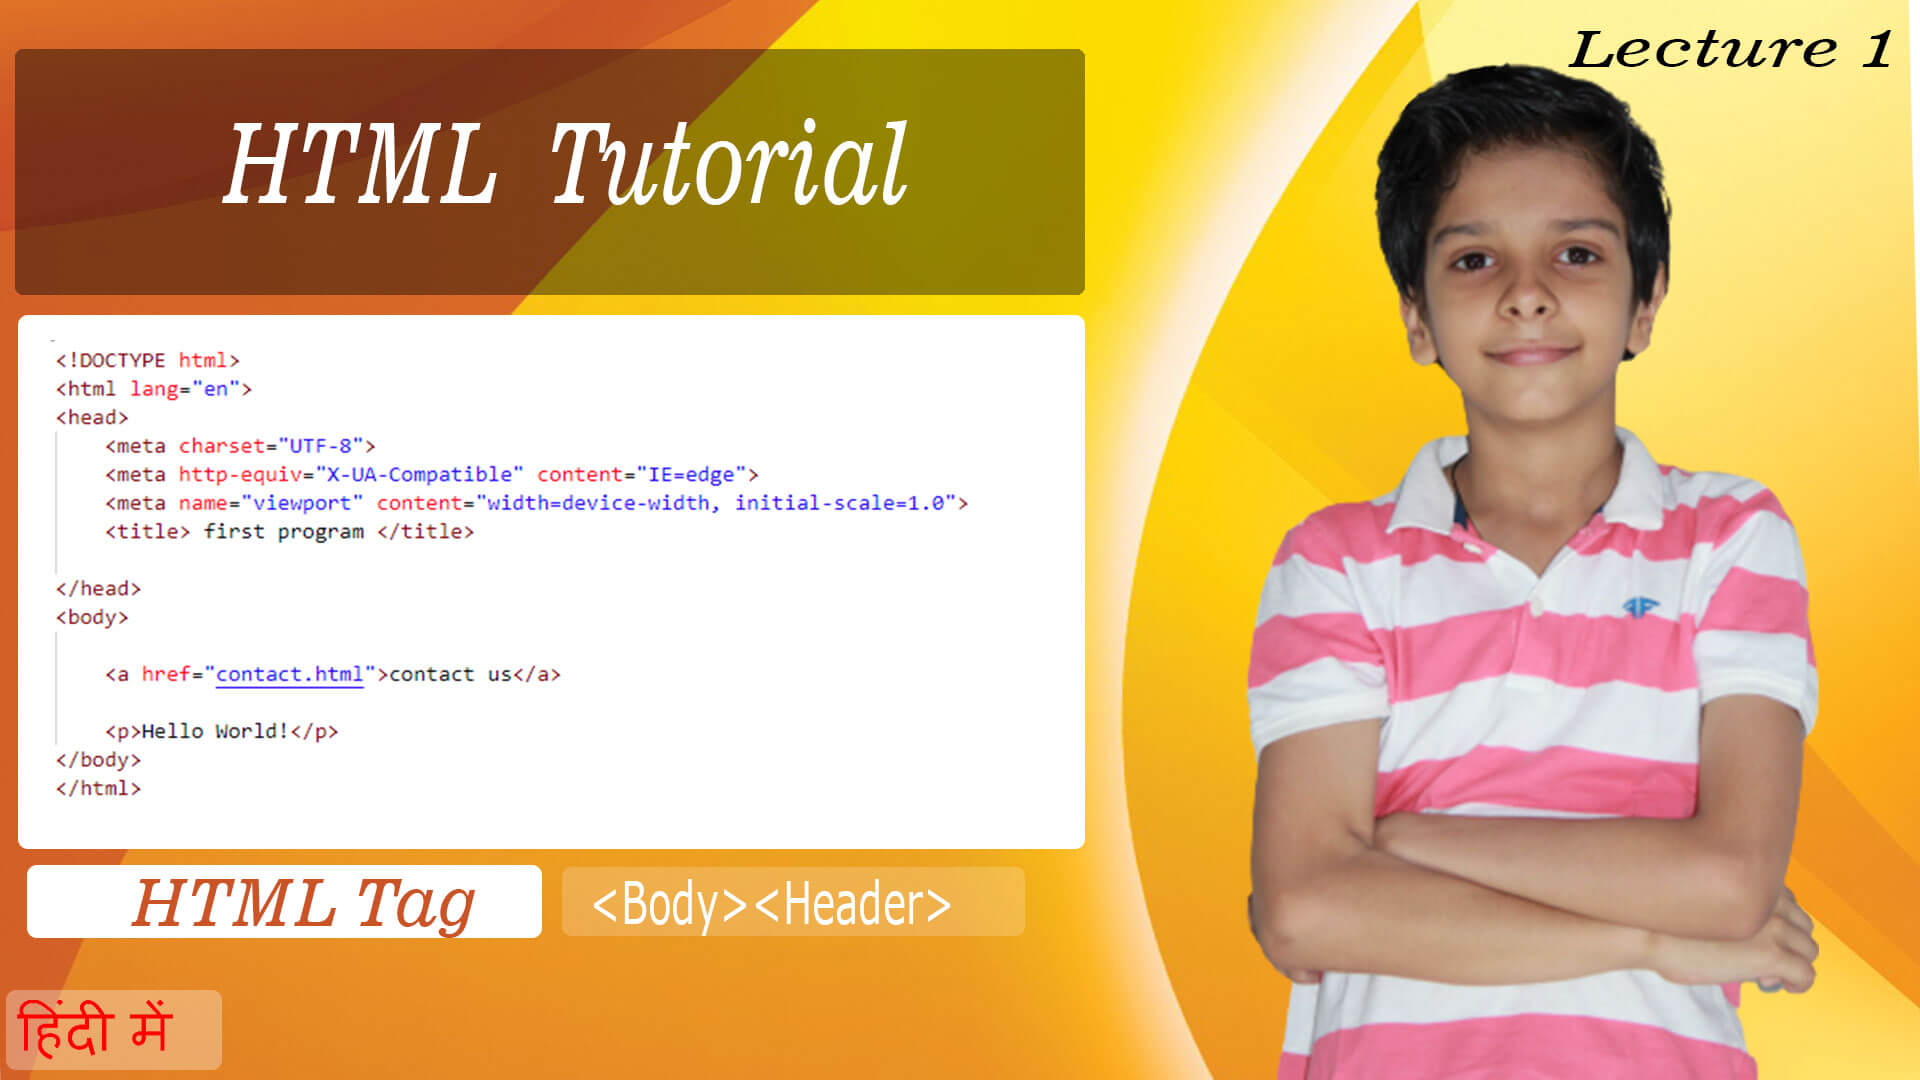 Lecture 1
HTML Tutorial
<!DOCTYPE html>
<html lang="en">
<head>
<meta charset="UTF-8">
<meta http-equiv="X-UA-Compatible" content="IE=edge">
<meta name="viewport" content="width=device-width, initial-scale=1.0">
<title> first program </title>
</head>
<body>
<a href="contact.html">contact us</a>
<p>Hello World!</p>
</body>
</html>
HTML Tag
<Body><Header>
हिंदी में